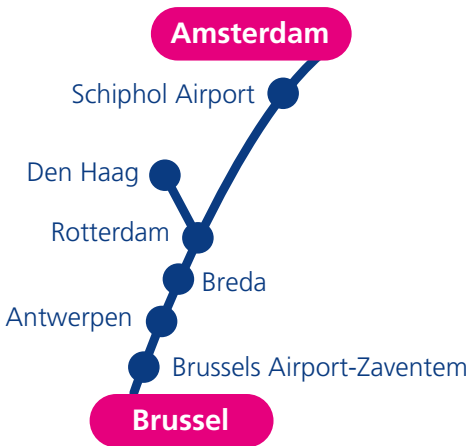 Amsterdam
Schiphol Airport
Den Haag
Rotterdam
Breda
Antwerpen
Brussels Airport-Zaventem
Brussel